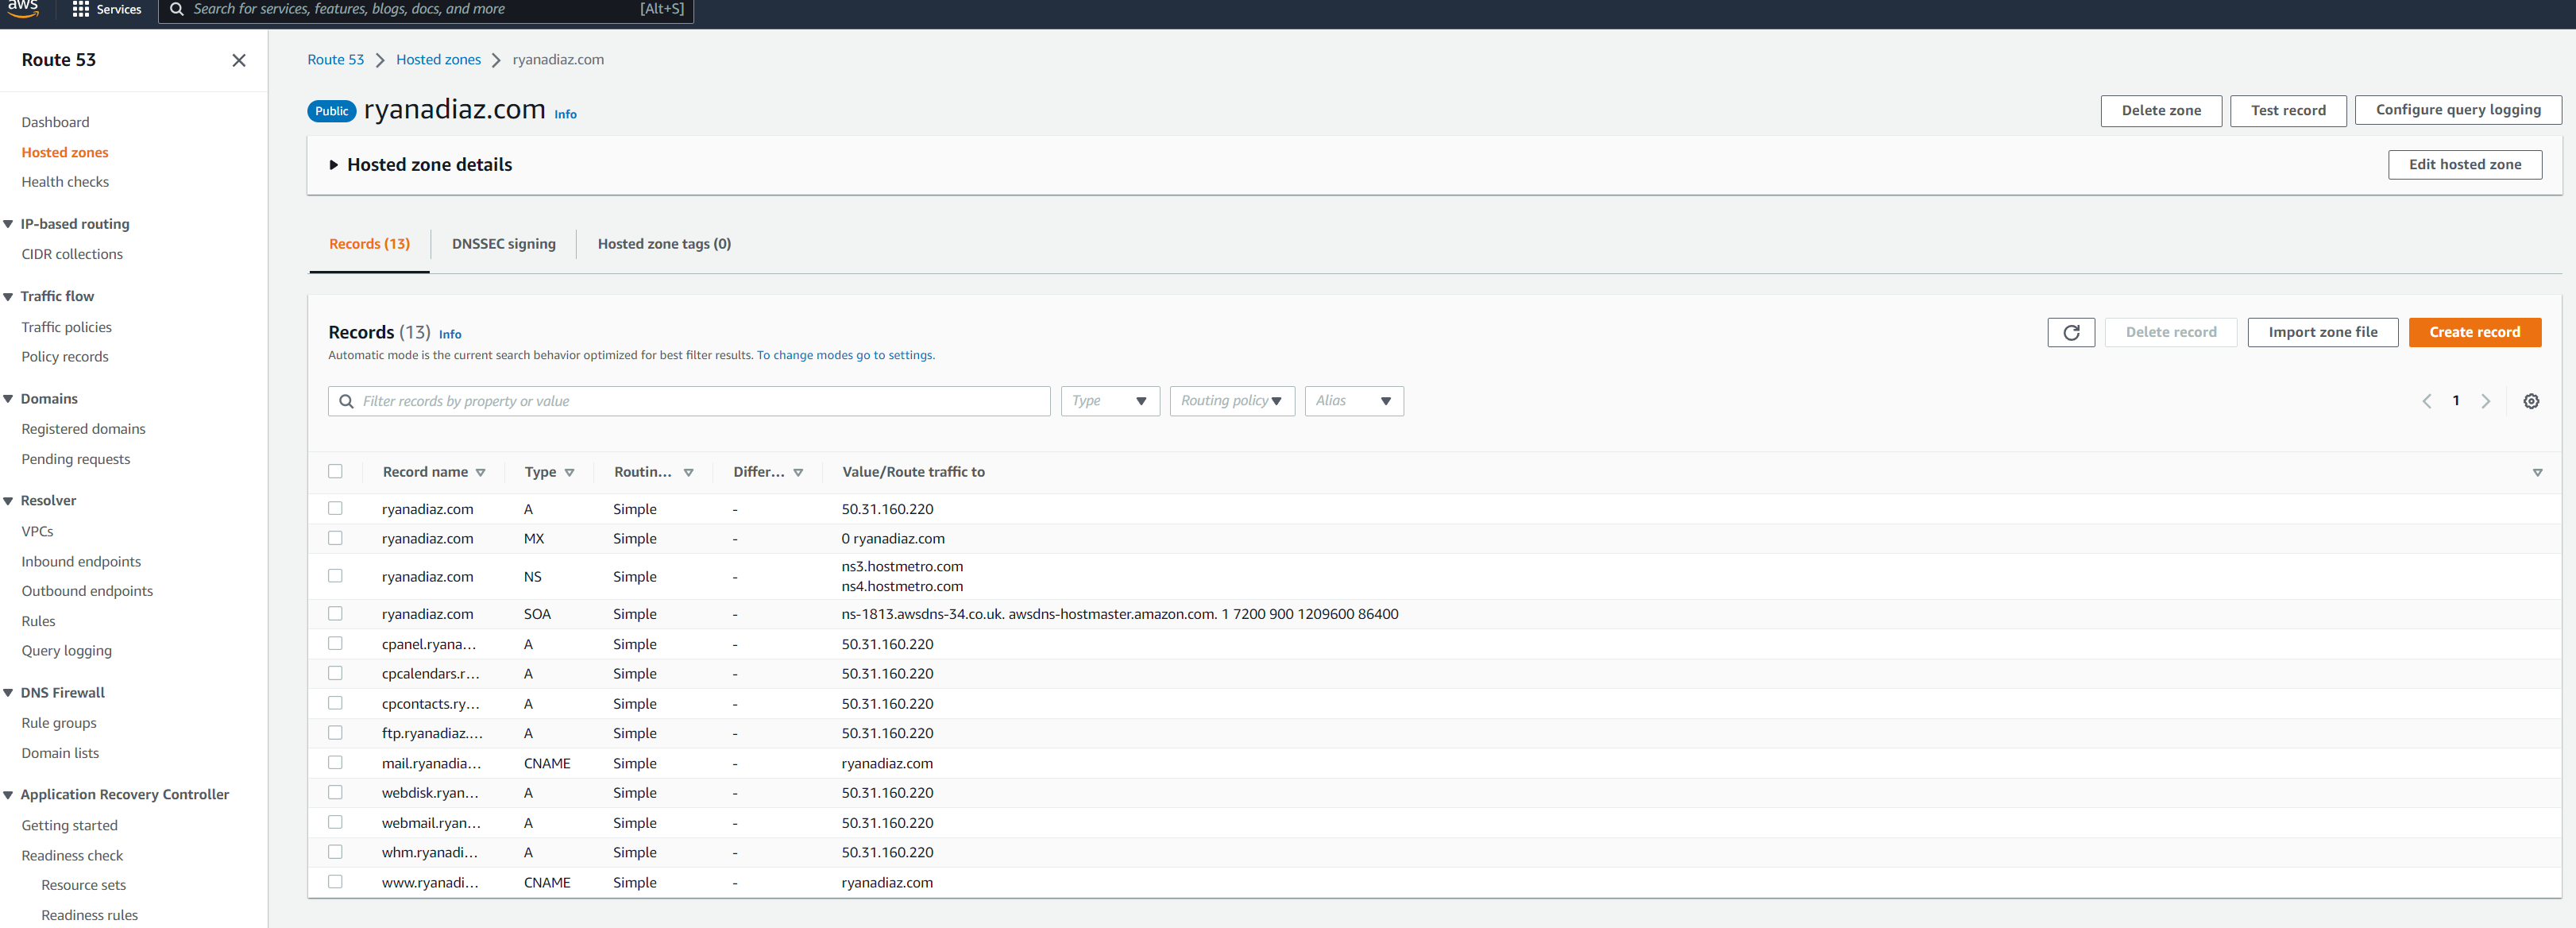 aws
Services
Search for services, features, blogs, docs, and more
[Alt+S]
Route 53
Dashboard
Hosted zones
Health checks
IP-based routing
CIDR collections
Traffic flow
Traffic policies
Policy records
Domains
Registered domains
Pending requests
Resolver
VPCs
Inbound endpoints
Outbound endpoints
Rules
Query logging
DNS Firewall
Rule groups
Domain lists
Application Recovery Controller
Getting started
Readiness check
Resource sets
Readiness rules
Route 53 > Hosted zones > ryanadiaz.com
Public ryanadiaz.com Info
Delete zone Test record Configure query logging
Hosted zone details
Edit hosted zone
Records (13) DNSSEC signing Hosted zone tags (0)
Records (13) Info
Automatic mode is the current search behavior optimized for best filter results. To change modes go to settings.
Delete record Import zone file Create record
Filter records by property or value
Type Routing policy Alias
1
Record name Type Routin... Differ... Value/Route traffic to
ryanadiaz.com A Simple - 50.31.160.220
ryanadiaz.com MX Simple - 0 ryanadiaz.com
ryanadiaz.com NS Simple - ns3.hostmetro.com
ns4.hostmetro.com
ryanadiaz.com SOA Simple - ns-1813.awsdns-34.co.uk. awsdns-hostmaster.amazon.com. 1 7200 900 1209600 86400
cpanel.ryana... A Simple - 50.31.160.220
cpcalendars.r... A Simple - 50.31.160.220
cpcontacts.ry... A Simple - 50.31.160.220
ftp.ryanadiaz.... A Simple - 50.31.160.220
mail.ryanadia... CNAME Simple - ryanadiaz.com
webdisk.ryan... A Simple - 50.31.160.220
webmail.ryan... A Simple - 50.31.160.220
whm.ryanadi... A Simple - 50.31.160.220
www.ryanadi... CNAME Simple - ryanadiaz.com